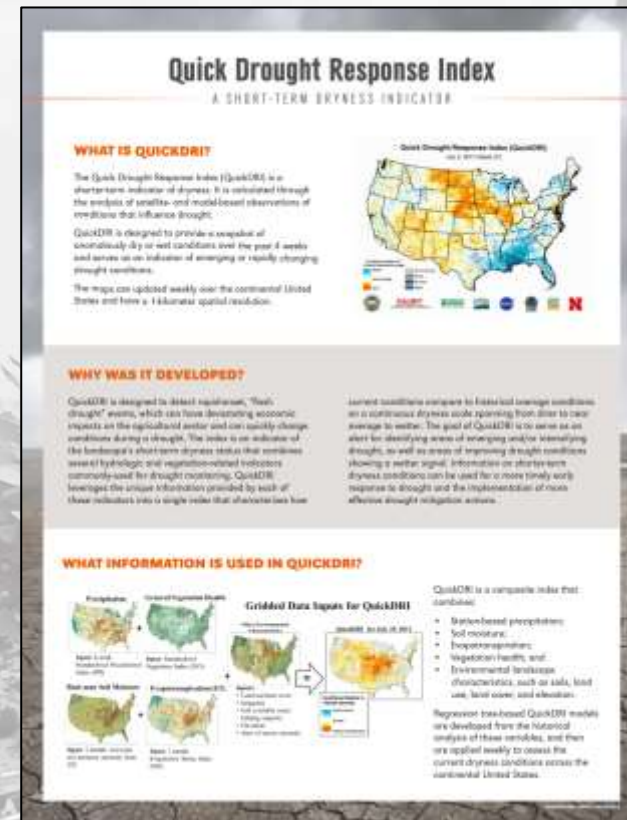 Quick Drought Response Index
A SHORT-TERM DRYNESS INDICATOR
WHAT IS QUICKDRI?
The Quick Drought Response Index (QuickDRI) is a
shorter-term indicator of dryness. It is calculated through
the analysis of satellite- and model-based observations of
conditions that influence drought.
QuickDRI is designed to provide a snapshot of
anomalously dry or wet conditions over the past 4 weeks
and serves as an indicator of emerging or rapidly changing
drought conditions.
The maps are updated weekly over the continental United
States and have a 1-kilometer spatial resolution.
Quick Drought Response Index (QuickDRI)
N
WHY WAS IT DEVELOPED?
QuickDRI is designed to detect rapid-onset, "flash
drought" events, which can have devastating economic
impacts on the agricultural sector and can quickly change
conditions during a drought. The index is an indicator of
the landscape's short-term dryness status that combines
several hydrologic and vegetation-related indicators
commonly-used for drought monitoring. QuickDRI
leverages the unique information provided by each of
these indicators into a single index that characterizes how
current conditions compare to historical average conditions
on a continuous dryness scale spanning from drier to near
average to wetter. The goal of QuickDRI is to serve as an
alert for identifying areas of emerging and/or intensifying
drought, as well as areas of improving drought conditions
showing a wetter signal. Information on shorter-term
dryness conditions can be used for a more timely early
response to drought and the implementation of more
effective drought mitigation actions.
WHAT INFORMATION IS USED IN QUICKDRI?
Precipitation
General Vegetation Health
Root-zone Soil Moisture
Evapotranspiration (ET)
Gridded Data Inputs for QuickDRI
QuickDRI is a composite index that
combines:
• Station-based precipitation;
• Soil moisture;
• Evapotranspiration;
• Vegetation health; and
• Environmental landscape
characteristics, such as soils, land
use, land cover, and elevation.
Regression tree-based QuickDRI models
are developed from the historical
analysis of these variables, and then
are applied weekly to assess the
current dryness conditions across the
continental United States.